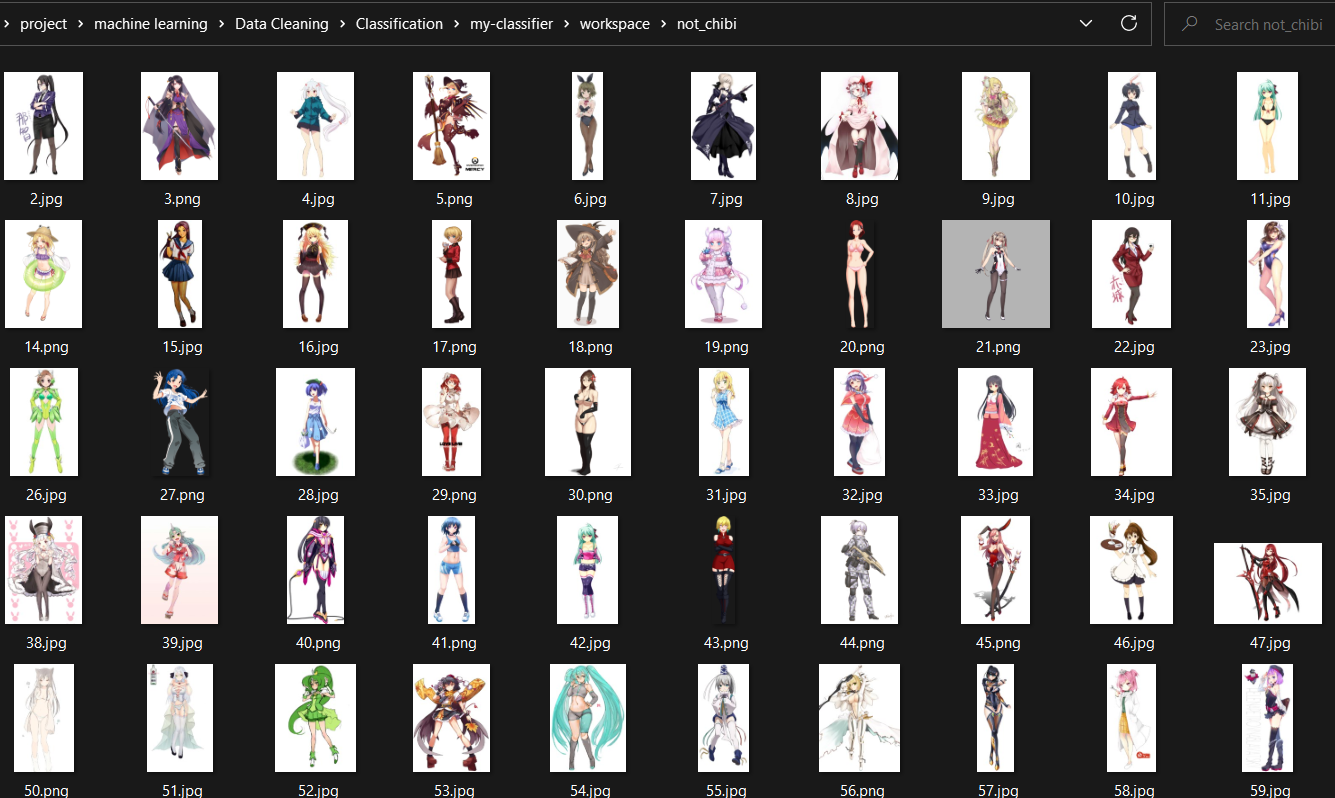 project > machine learning > Data Cleaning > Classification > my-classifier > workspace > not_chibi
Search not_chibi
2.jpg 3.png 4.jpg 5.png 6.jpg 7.jpg 8.jpg 9.jpg 10.jpg 11.jpg
14.png 15.jpg 16.jpg 17.png 18.png 19.png 20.png 21.png 22.jpg 23.jpg
26.jpg 27.png 28.jpg 29.png 30.png 31.jpg 32.jpg 33.jpg 34.jpg 35.jpg
38.jpg 39.jpg 40.png 41.png 42.jpg 43.png 44.png 45.png 46.jpg 47.jpg
50.png 51.jpg 52.jpg 53.jpg 54.jpg 55.jpg 56.png 57.jpg 58.jpg 59.jpg